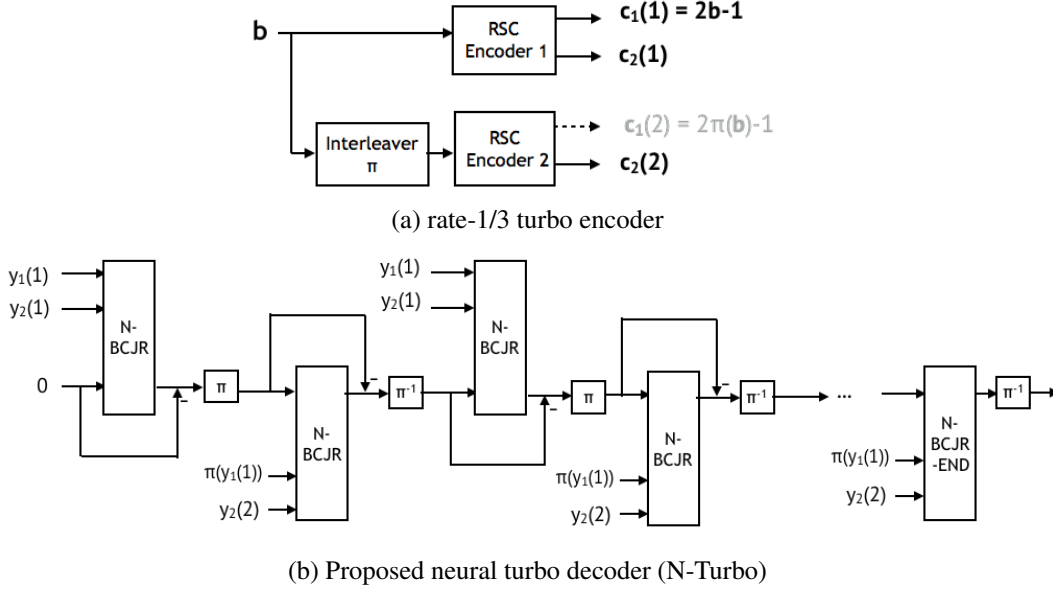 b
RSC
Encoder 1
c₁(1) = 2b-1
c₂(1)
Interleaver
π
RSC
Encoder 2
c₁(2) = 2π(b)-1
c₂(2)
(a) rate-1/3 turbo encoder
y₁(1)
y₂(1)
0
N-
BCJR
-
π
N-
BCJR
π(y₁(1))
y₂(2)
-
π⁻¹
y₁(1)
y₂(1)
N-
BCJR
-
π
N-
BCJR
π(y₁(1))
y₂(2)
-
π⁻¹
...
N-
BCJR
-END
π(y₁(1))
y₂(2)
π⁻¹
(b) Proposed neural turbo decoder (N-Turbo)